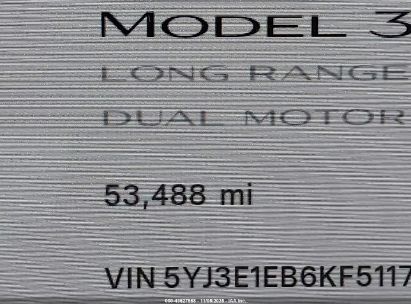 MODEL 3
LONG RANGE
DUAL MOTOR
53,488 mi
VIN 5YJ3E1EB6KF5117